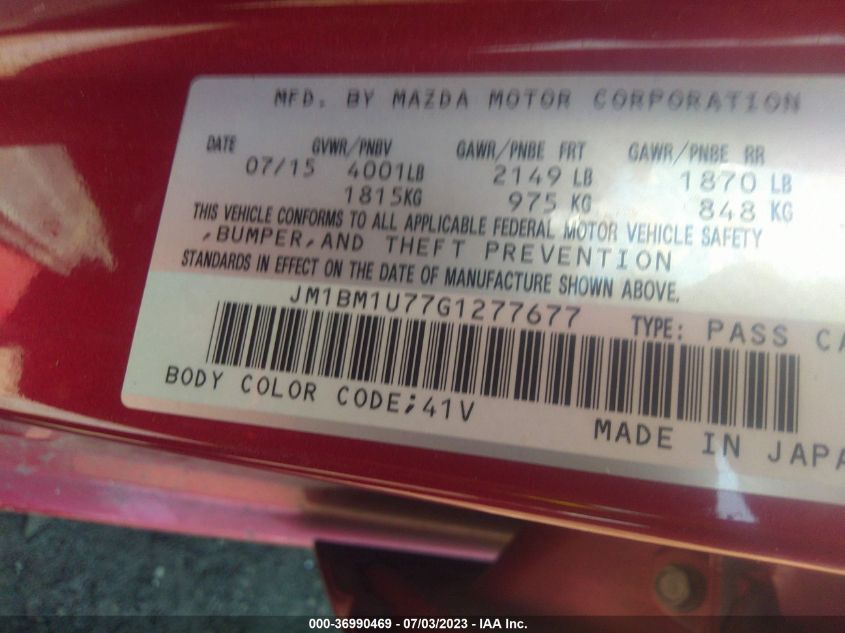 MFD. BY MAZDA MOTOR CORPORATION
DATE GVWR/PNBV GAWR/PNBE FRT GAWR/PNBE RR
07/15 4001LB 2149 LB 1870 LB
1815KG 975 KG 848 KG
THIS VEHICLE CONFORMS TO ALL APPLICABLE FEDERAL MOTOR VEHICLE SAFETY
,BUMPER,AND THEFT PREVENTION
STANDARDS IN EFFECT ON THE DATE OF MANUFACTURE SHOWN ABOVE.
JM1BM1U77G1277677 TYPE: PASS CA
BODY COLOR CODE;41V
MADE IN JAPA
000-36990469 - 07/03/2023 - IAA Inc.